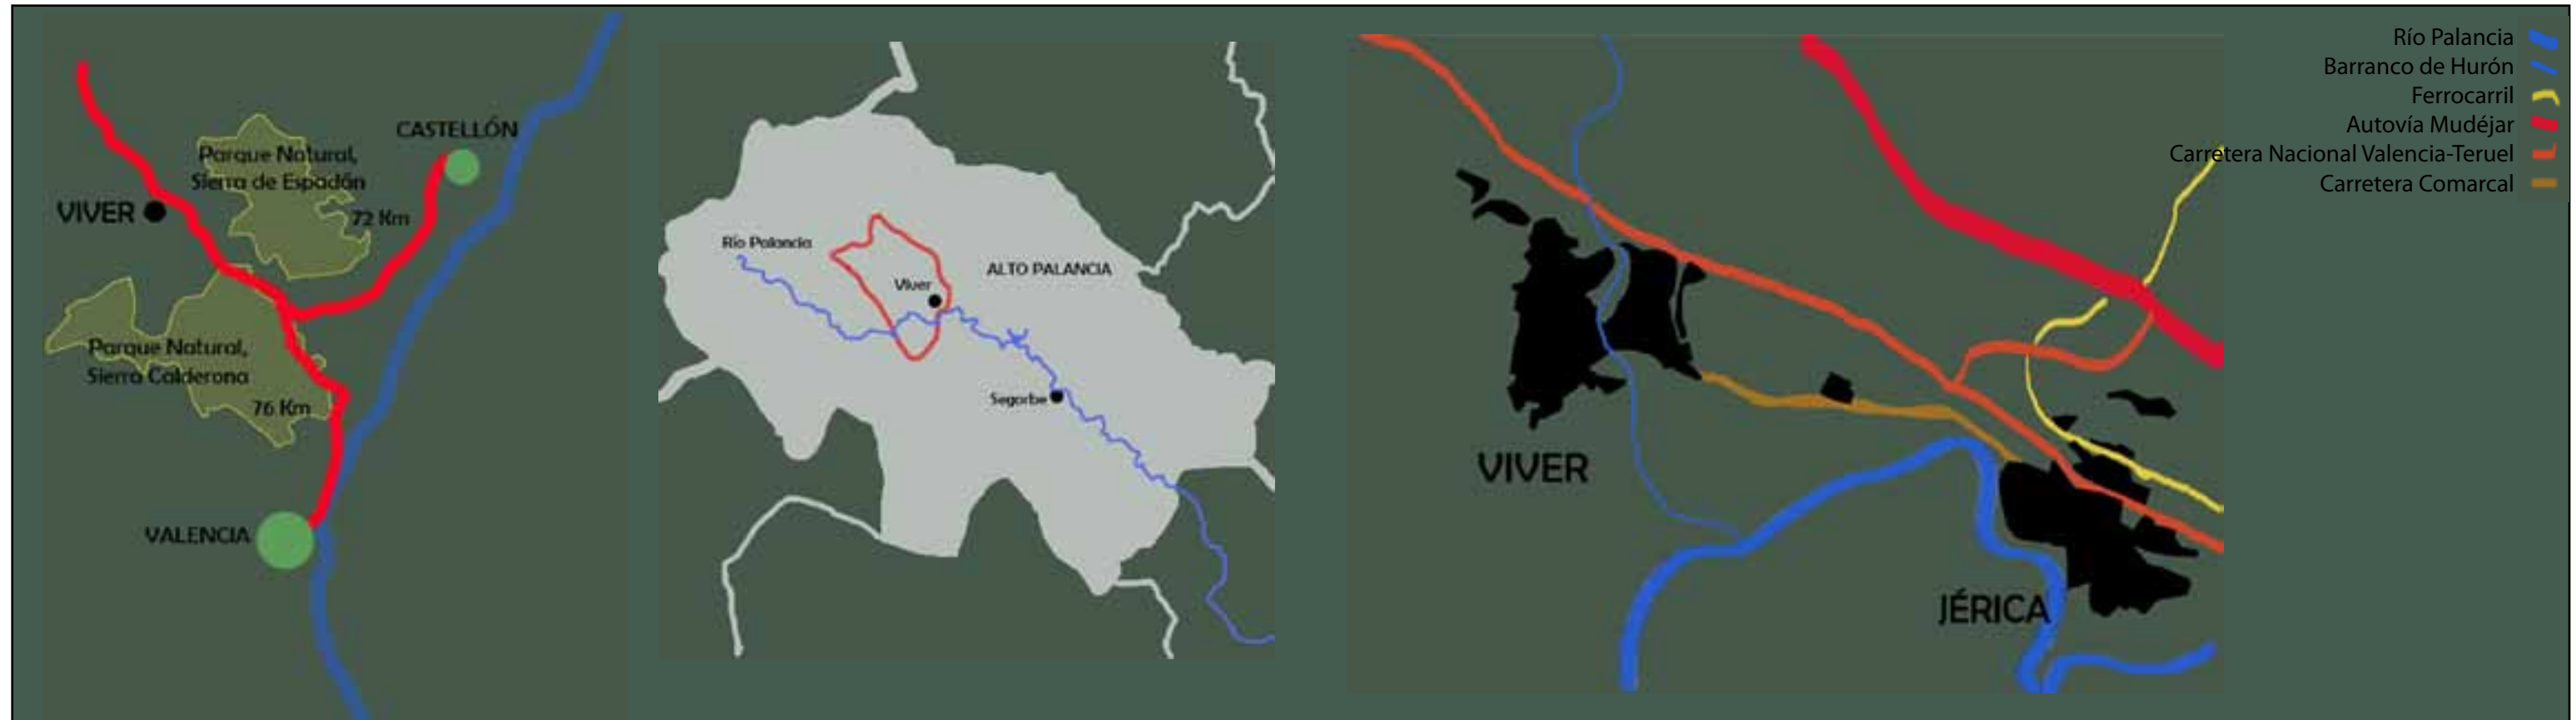 CASTELLÓN
Parque Natural,
Sierra de Espadán
VIVER
72 Km
Parque Natural,
Sierra Calderona
76 Km
VALENCIA
Río Palancia
ALTO PALANCIA
Viver
Segorbe
VIVER
JÉRICA
Río Palancia
Barranco de Hurón
Ferrocarril
Autovía Mudéjar
Carretera Nacional Valencia-Teruel
Carretera Comarcal